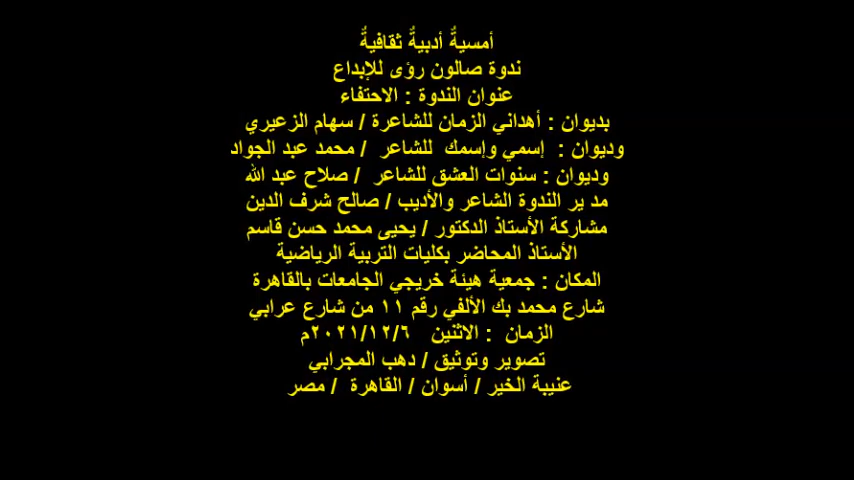 أمسيةٌ أدبيةٌ ثقافيةٌ
ندوة صالون رؤى للإبداع
عنوان الندوة : الاحتفاء
بديوان : أهداني الزمان للشاعرة / سهام الزعيري
وديوان : إسمي وإسمك للشاعر / محمد عبد الجواد
وديوان : سنوات العشق للشاعر / صلاح عبد الله
مد ير الندوة الشاعر والأديب / صالح شرف الدين
مشاركة الأستاذ الدكتور / يحيى محمد حسن قاسم
الأستاذ المحاضر بكليات التربية الرياضية
المكان : جمعية هيئة خريجي الجامعات بالقاهرة
شارع محمد بك الألفي رقم ١١ من شارع عرابي
الزمان : الاثنين ٢٠٢١/١٢/٦م
تصوير وتوثيق / دهب المجرابي
عنيبة الخير / أسوان / القاهرة / مصر